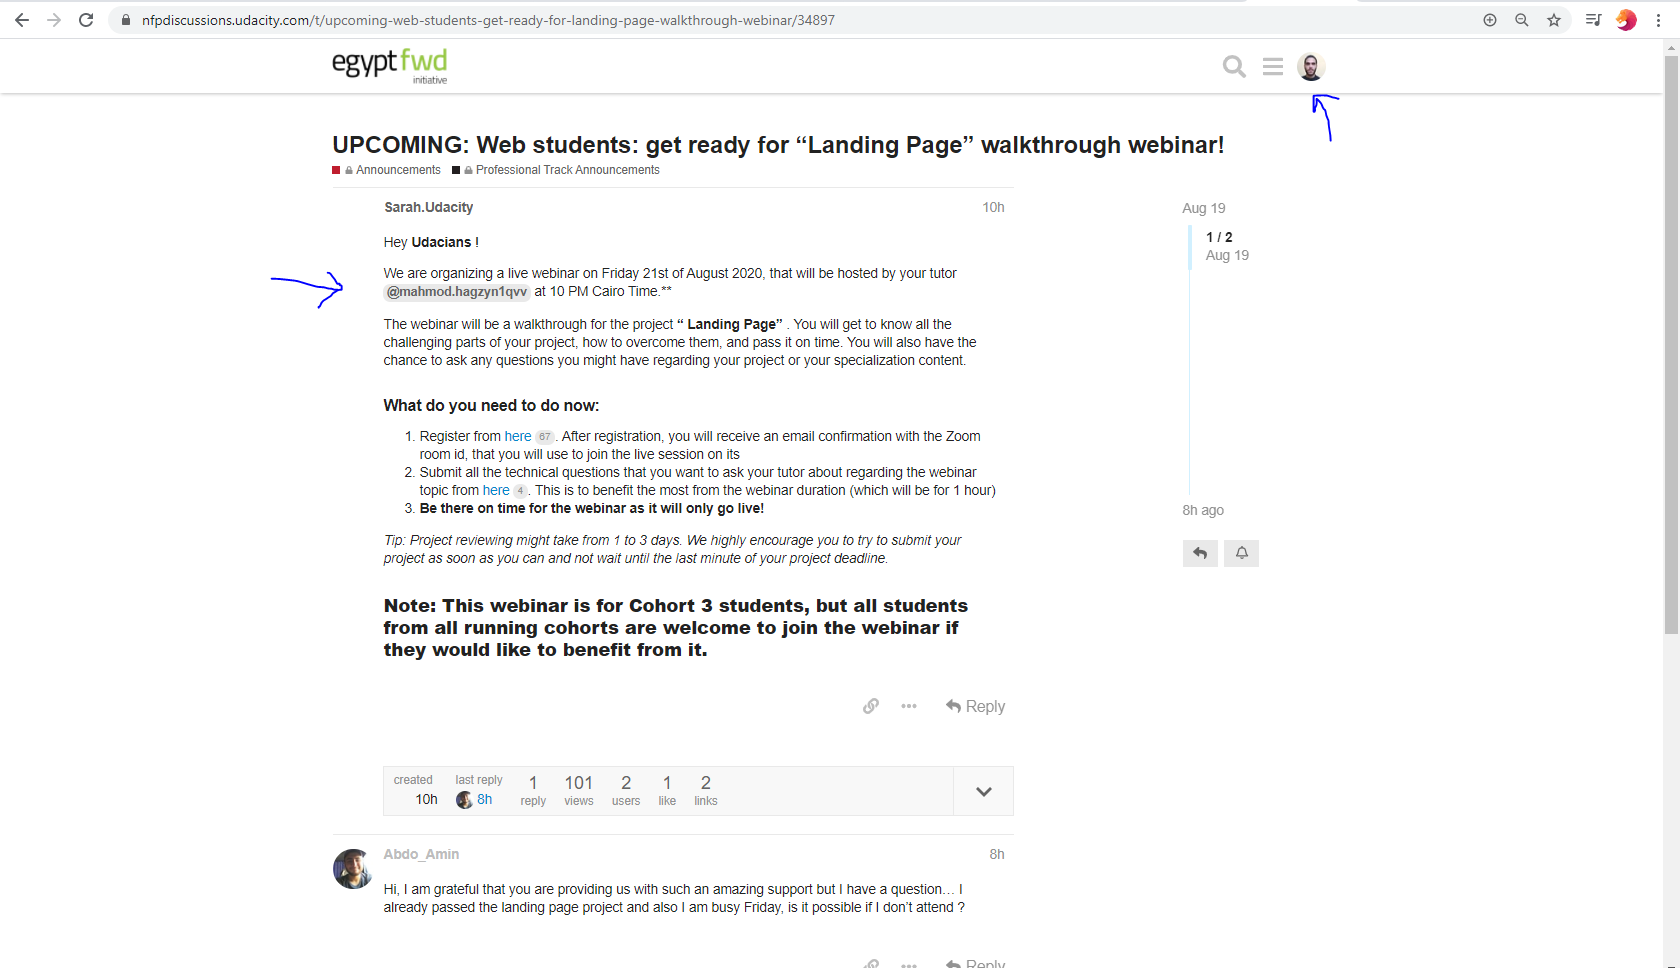 nfpdiscussions.udacity.com/t/upcoming-web-students-get-ready-for-landing-page-walkthrough-webinar/34897
egyptfwd
initiative
UPCOMING: Web students: get ready for “Landing Page” walkthrough webinar!
Announcements Professional Track Announcements
Sarah.Udacity 10h
Hey Udacians !
We are organizing a live webinar on Friday 21st of August 2020, that will be hosted by your tutor
@mahmod.hagzyn1qvv at 10 PM Cairo Time.**
The webinar will be a walkthrough for the project “ Landing Page” . You will get to know all the
challenging parts of your project, how to overcome them, and pass it on time. You will also have the
chance to ask any questions you might have regarding your project or your specialization content.
What do you need to do now:
1. Register from here 67 . After registration, you will receive an email confirmation with the Zoom
room id, that you will use to join the live session on its
2. Submit all the technical questions that you want to ask your tutor about regarding the webinar
topic from here 4 . This is to benefit the most from the webinar duration (which will be for 1 hour)
3. Be there on time for the webinar as it will only go live!
Tip: Project reviewing might take from 1 to 3 days. We highly encourage you to try to submit your
project as soon as you can and not wait until the last minute of your project deadline.
Note: This webinar is for Cohort 3 students, but all students
from all running cohorts are welcome to join the webinar if
they would like to benefit from it.
Reply
Aug 19
1 / 2
Aug 19
8h ago
created last reply 1 101 2 1 2
10h 8h reply views users like links
Abdo_Amin 8h
Hi, I am grateful that you are providing us with such an amazing support but I have a question… I
already passed the landing page project and also I am busy Friday, is it possible if I don’t attend ?
Reply